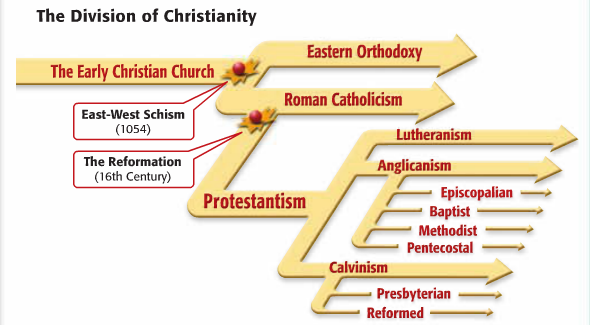 The Division of Christianity
Eastern Orthodoxy
The Early Christian Church
Roman Catholicism
East-West Schism
(1054)
Lutheranism
The Reformation
(16th Century)
Anglicanism
Episcopalian
Protestantism
Baptist
Methodist
Pentecostal
Calvinism
Presbyterian
Reformed